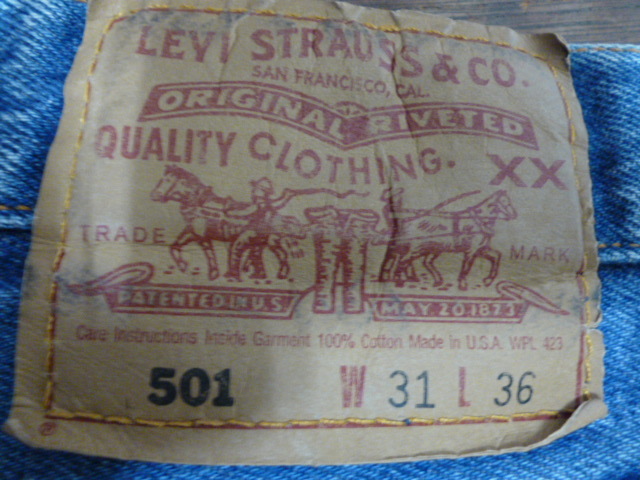 LEVI STRAUSS & CO.
SAN FRANCISCO, CAL.
ORIGINAL RIVETED
QUALITY CLOTHING.
XX
TRADE MARK
PATENTED IN U.S. MAY 20 1873
Care Instructions Inside Garment 100% Cotton Made in U.S.A. WPL 423
501 W 31 L 36
®